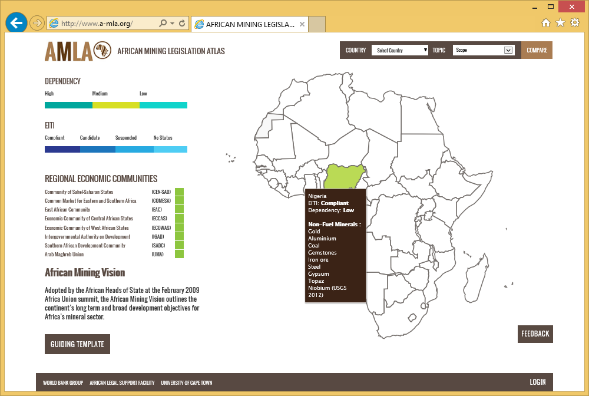 http://www.a-mla.org/
AFRICAN MINING LEGISLA...
AMLA AFRICAN MINING LEGISLATION ATLAS
COUNTRY Select Country TOPIC Scope COMPARE
DEPENDENCY
High Medium Low
EITI
Compliant Candidate Suspended No Status
REGIONAL ECONOMIC COMMUNITIES
Community of Sahel-Saharan States (CEN-SAD)
Common Market for Eastern and Southern Africa (COMESA)
East African Community (EAC)
Economic Community of Central African States (ECCAS)
Economic Community of West African States (ECOWAS)
Intergovernmental Authority on Development (IGAD)
Southern African Development Community (SADC)
Arab Maghreb Union (UMA)
African Mining Vision
Adopted by the African Heads of State at the February 2009
Africa Union summit, the African Mining Vision outlines the
continent's long term and broad development objectives for
Africa's mineral sector.
GUIDING TEMPLATE
Nigeria
EITI: Compliant
Dependency: Low
Non-Fuel Minerals :
Gold
Aluminium
Coal
Gemstones
Iron ore
Steel
Gypsum
Topaz
Niobium (USGS
2012)
FEEDBACK
WORLD BANK GROUP AFRICAN LEGAL SUPPORT FACILITY UNIVERSITY OF CAPE TOWN LOGIN